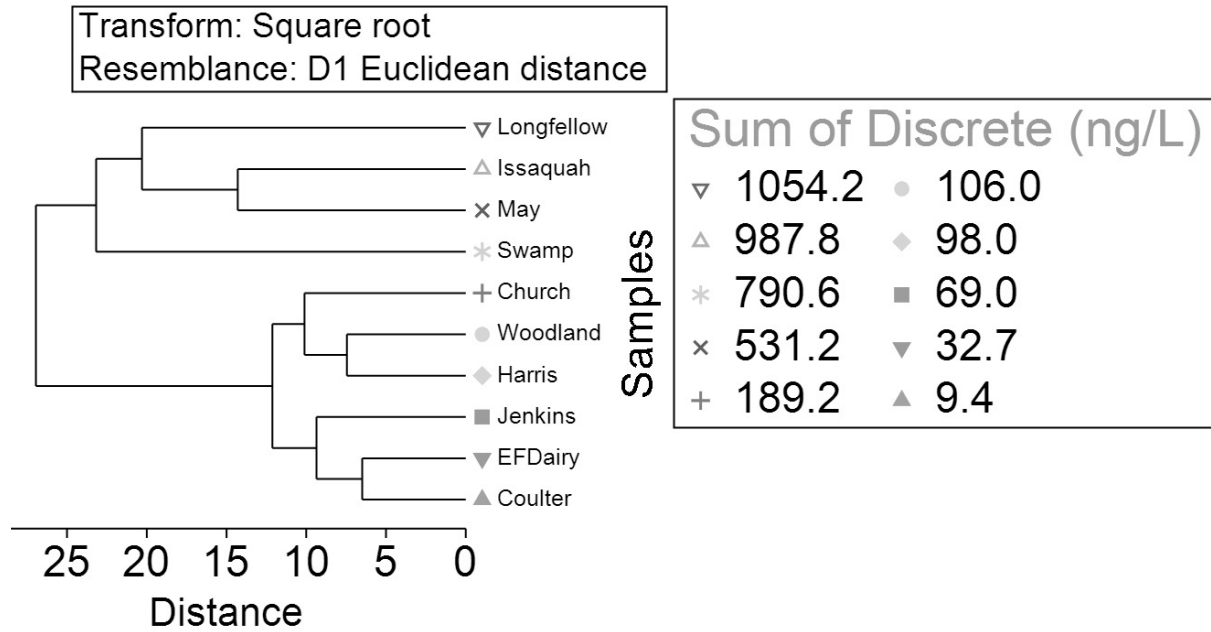 Transform: Square root
Resemblance: D1 Euclidean distance
Longfellow
Issaquah
May
Swamp
Church
Woodland
Harris
Jenkins
EFDairy
Coulter
25 20 15 10 5 0
Distance
Samples
Sum of Discrete (ng/L)
1054.2 106.0
987.8 98.0
790.6 69.0
531.2 32.7
189.2 9.4